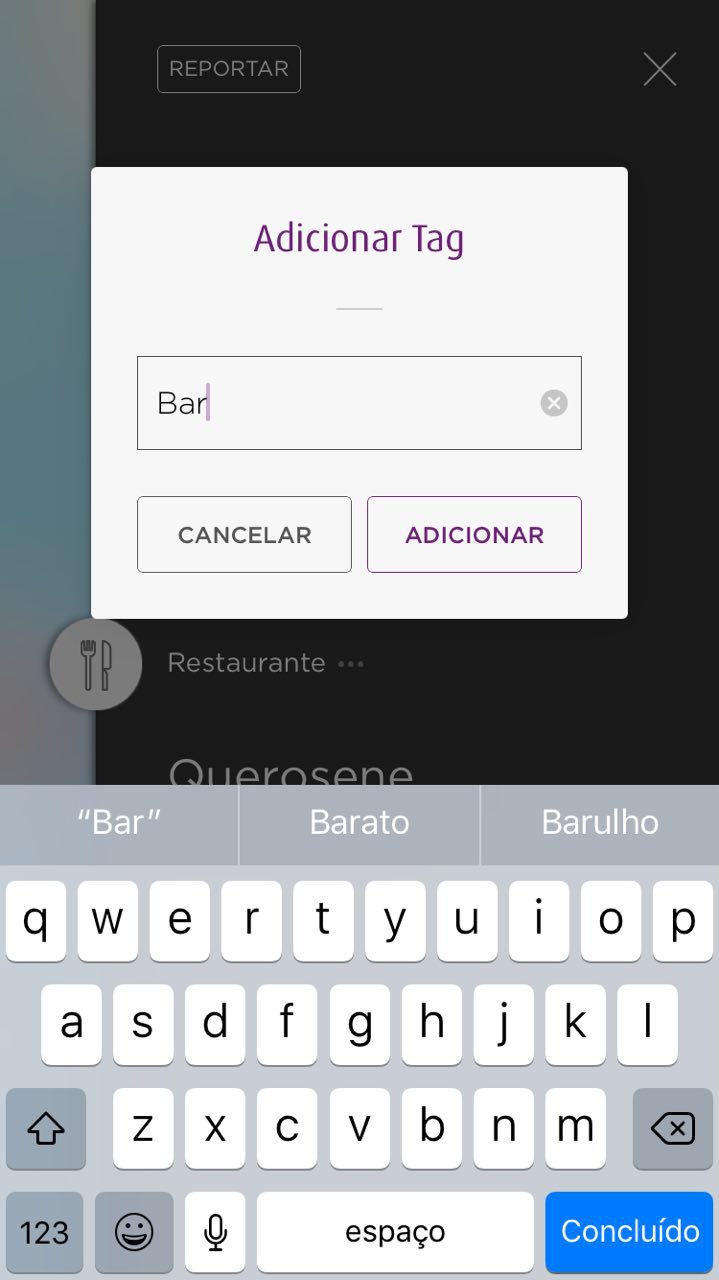 REPORTAR
Adicionar Tag
Bar
CANCELAR ADICIONAR
Restaurante •••
Querosene
“Bar” Barato Barulho
q w e r t y u i o p
a s d f g h j k l
z x c v b n m
123 espaço Concluído